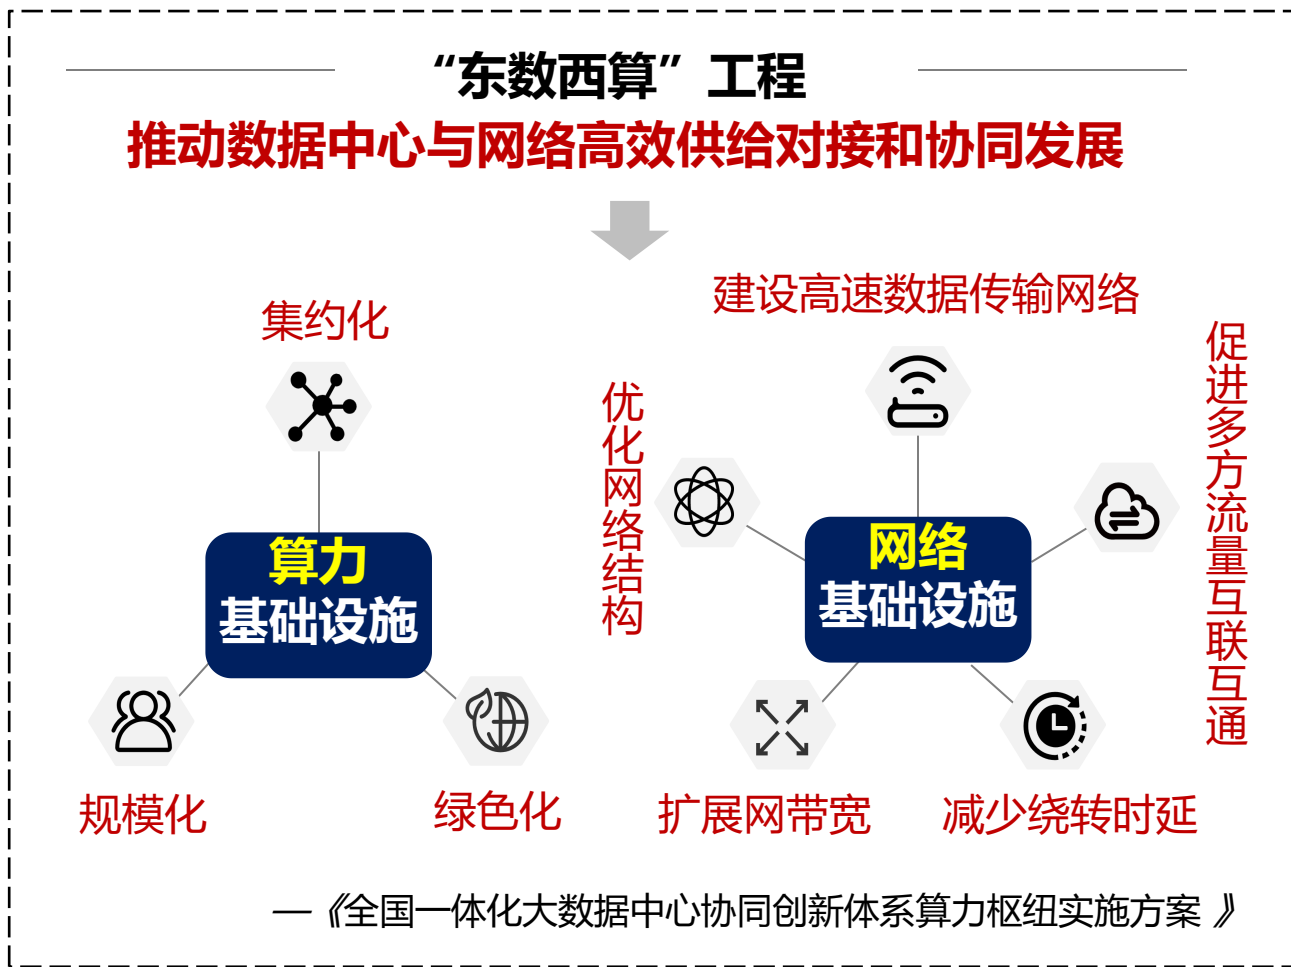 “东数西算”工程
推动数据中心与网络高效供给对接和协同发展
集约化
算力
基础设施
规模化
绿色化
建设高速数据传输网络
优化网络结构
促进多方流量互联互通
网络
基础设施
扩展网带宽
减少绕转时延
—《全国一体化大数据中心协同创新体系算力枢纽实施方案 》